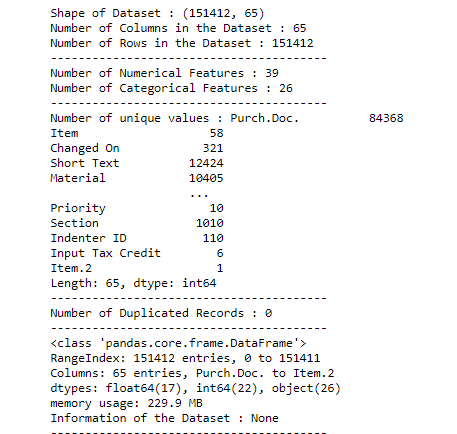 Shape of Dataset : (151412, 65)
Number of Columns in the Dataset : 65
Number of Rows in the Dataset : 151412
----------------------------------------
Number of Numerical Features : 39
Number of Categorical Features : 26
----------------------------------------
Number of unique values : Purch.Doc. 84368
Item 58
Changed On 321
Short Text 12424
Material 10405
...
Priority 10
Section 1010
Indenter ID 110
Input Tax Credit 6
Item.2 1
Length: 65, dtype: int64
----------------------------------------
Number of Duplicated Records : 0
----------------------------------------
<class 'pandas.core.frame.DataFrame'>
RangeIndex: 151412 entries, 0 to 151411
Columns: 65 entries, Purch.Doc. to Item.2
dtypes: float64(17), int64(22), object(26)
memory usage: 229.9 MB
Information of the Dataset : None
----------------------------------------